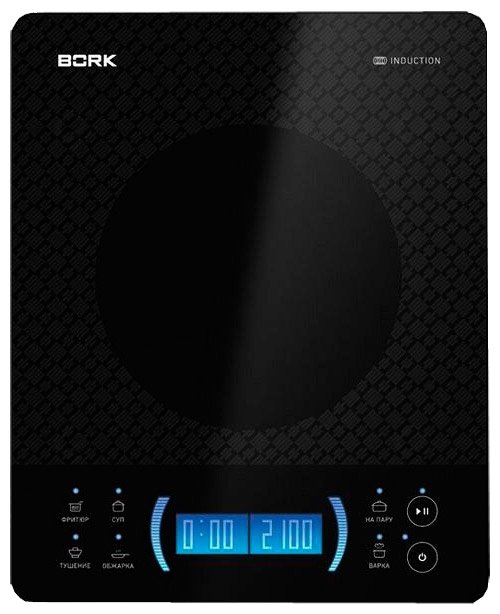 BORK
INDUCTION
ФРИТЮР СУП
0:00 2100
НА ПАРУ
ТУШЕНИЕ ОБЖАРКА
ВАРКА